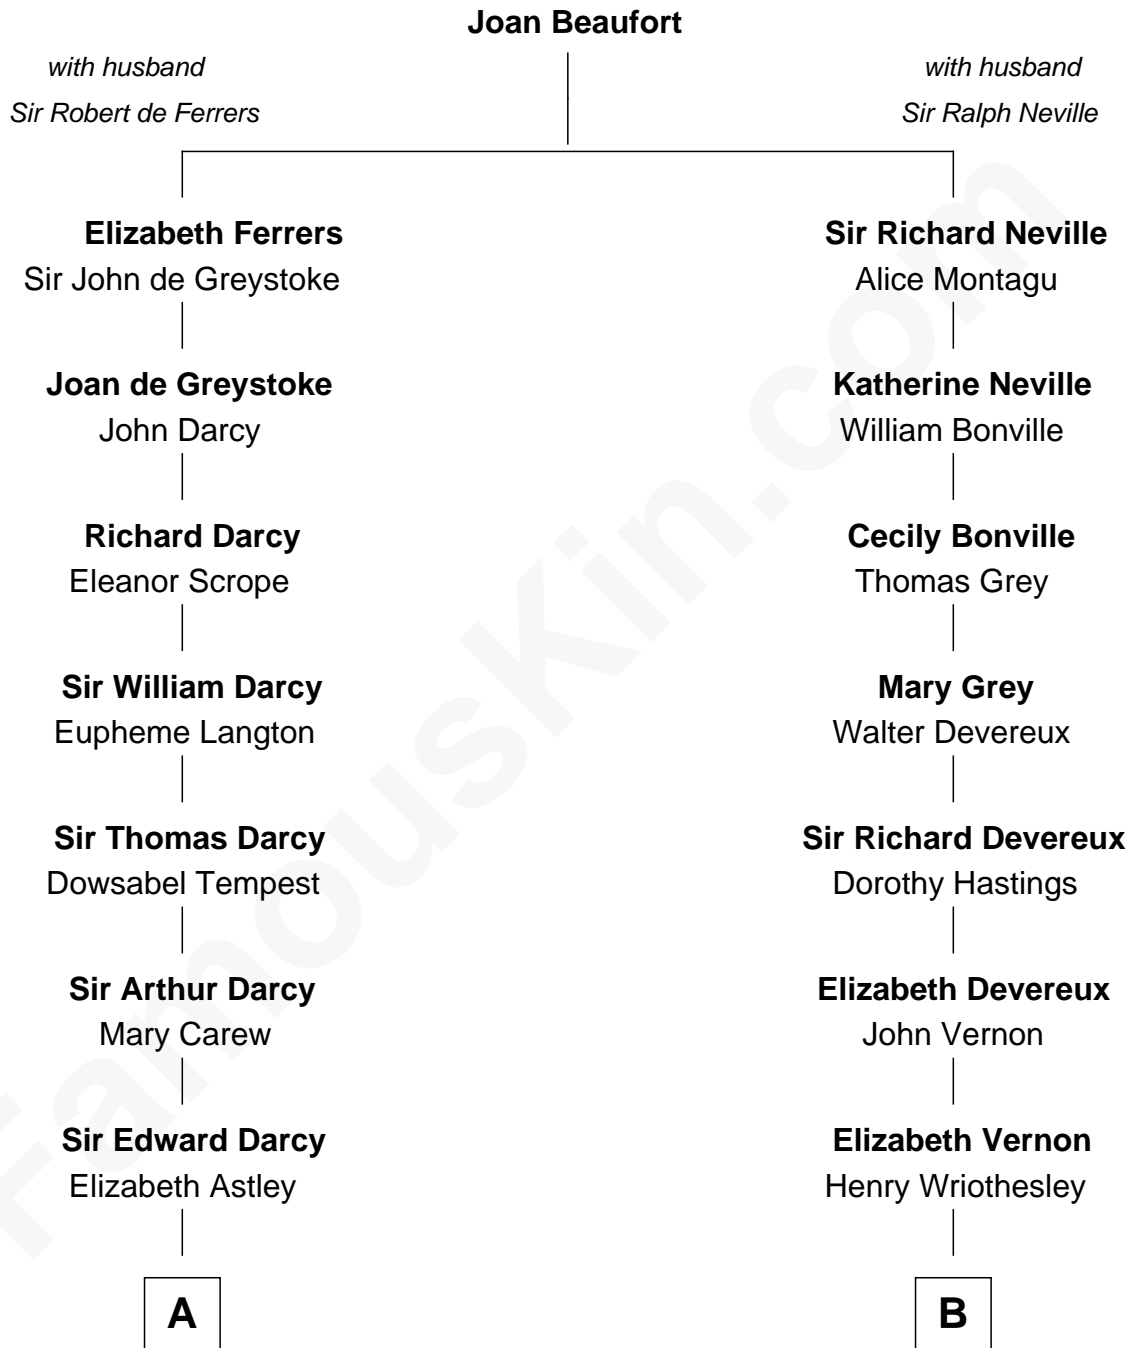 Joan Beaufort
with husband
Sir Robert de Ferrers
with husband
Sir Ralph Neville
Elizabeth Ferrers
Sir John de Greystoke
Joan de Greystoke
John Darcy
Richard Darcy
Eleanor Scrope
Sir William Darcy
Eupheme Langton
Sir Thomas Darcy
Dowsabel Tempest
Sir Arthur Darcy
Mary Carew
Sir Edward Darcy
Elizabeth Astley
A
Sir Richard Neville
Alice Montagu
Katherine Neville
William Bonville
Cecily Bonville
Thomas Grey
Mary Grey
Walter Devereux
Sir Richard Devereux
Dorothy Hastings
Elizabeth Devereux
John Vernon
Elizabeth Vernon
Henry Wriothesley
B
FamousKin.com